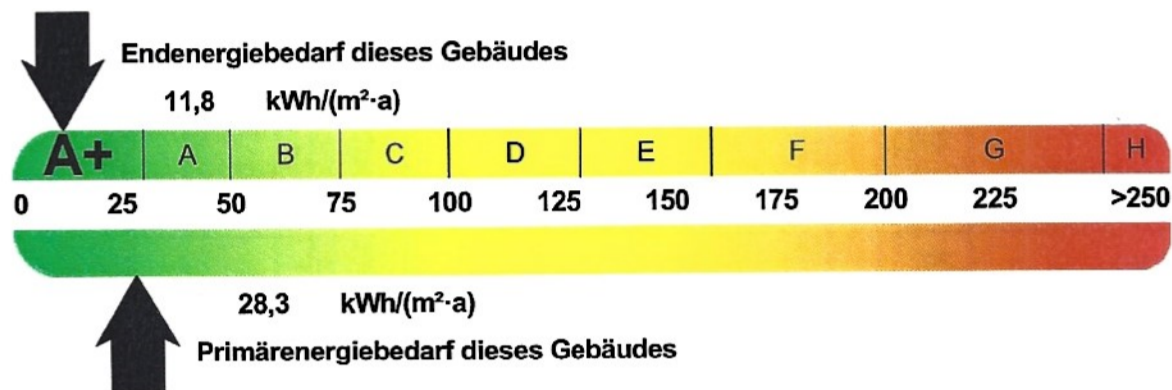 Endenergiebedarf dieses Gebäudes
11,8 kWh/(m²·a)
A+ A B C D E F G H
0 25 50 75 100 125 150 175 200 225 >250
28,3 kWh/(m²·a)
Primärenergiebedarf dieses Gebäudes